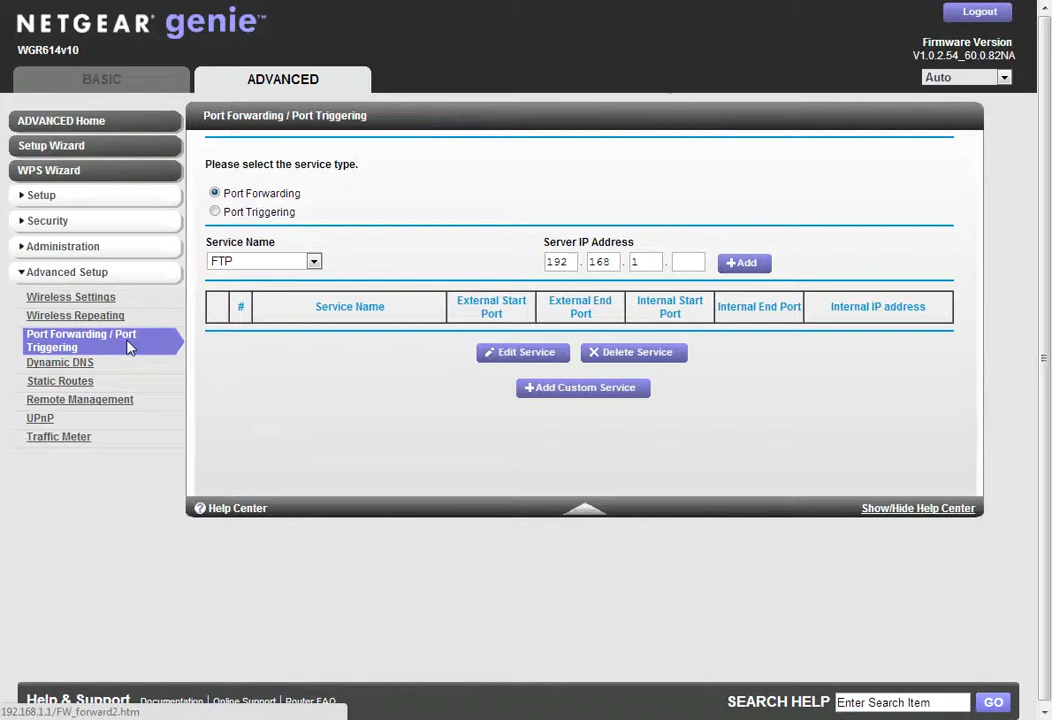 NETGEAR® genie™
Logout
WGR614v10
Firmware Version
V1.0.2.54_60.0.82NA
BASIC
ADVANCED
Auto
ADVANCED Home
Setup Wizard
WPS Wizard
Setup
Security
Administration
Advanced Setup
Wireless Settings
Wireless Repeating
Port Forwarding / Port
Triggering
Dynamic DNS
Static Routes
Remote Management
UPnP
Traffic Meter
Port Forwarding / Port Triggering
Please select the service type.
Port Forwarding
Port Triggering
Service Name
Server IP Address
FTP
192 . 168 . 1 .
+Add
# Service Name External Start Port External End Port Internal Start Port Internal End Port Internal IP address
Edit Service
Delete Service
+Add Custom Service
? Help Center
Show/Hide Help Center
Help & Support Documentation | Online Support | Router FAQ
SEARCH HELP Enter Search Item GO
192.168.1.1/FW_forward2.htm